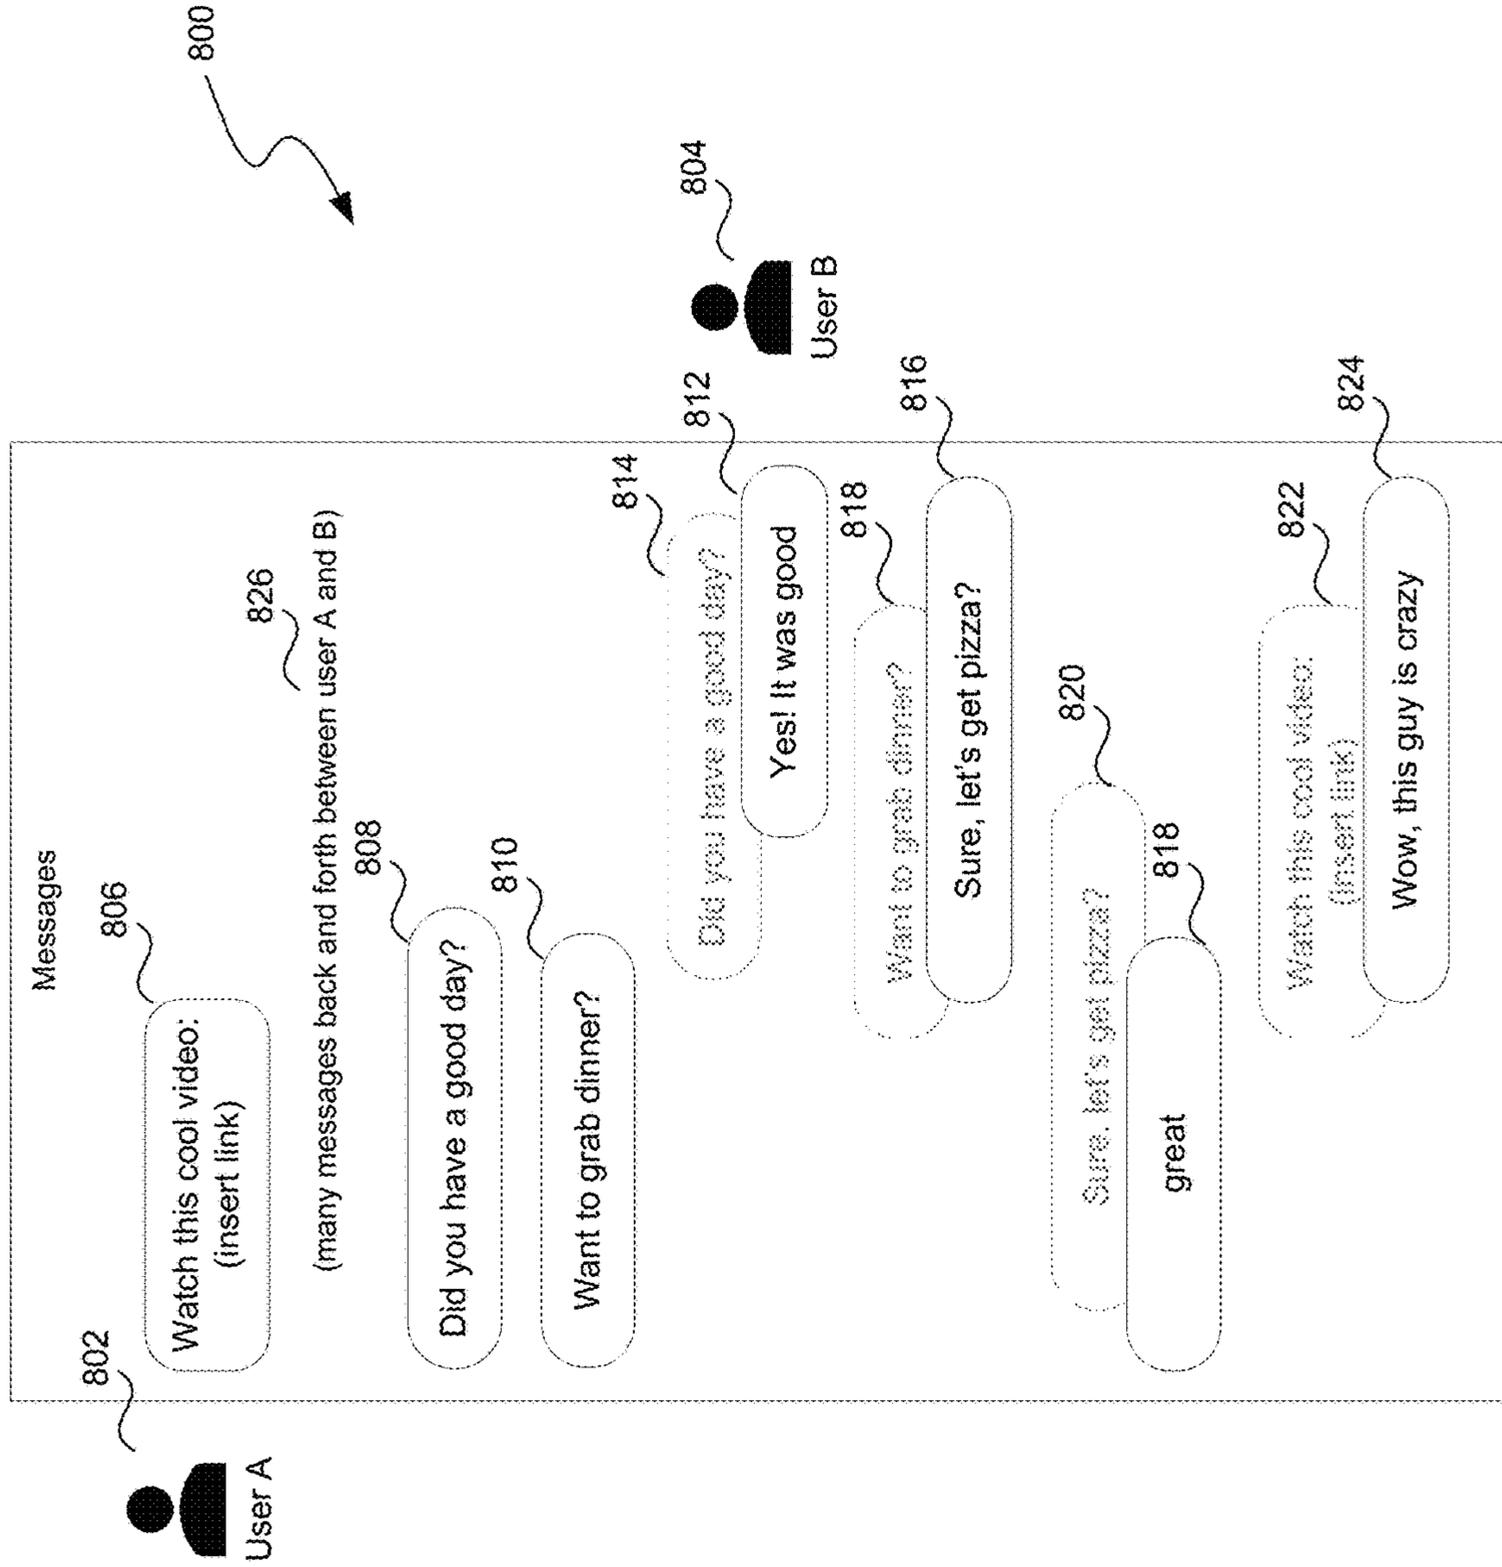 800
Messages
802
User A
806
Watch this cool video:
(insert link)
826
(many messages back and forth between user A and B)
808
Did you have a good day?
810
Want to grab dinner?
804
User B
814
Did you have a good day?
812
Yes! It was good
818
Want to grab dinner?
816
Sure, let's get pizza?
820
Sure, let's get pizza?
818
great
822
Watch this cool video:
(insert link)
824
Wow, this guy is crazy